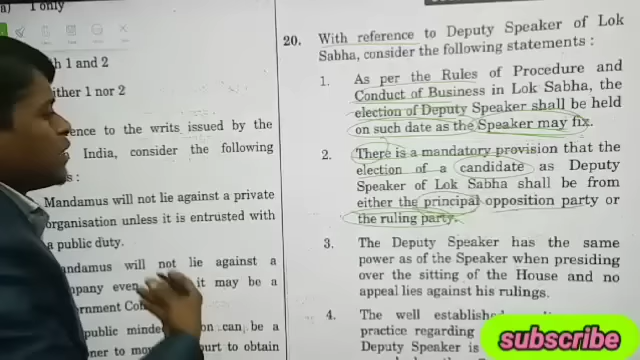 1 only
1 and 2
ither 1 nor 2
ence to the writs issued by the
India, consider the following
s :
Mandamus will not lie against a private
organisation unless it is entrusted with
a public duty.
andamus will not lie against a
pany even it may be a
ernment Co
public minded on can be a
ner to mov urt to obtain
20. With reference to Deputy Speaker of Lok
Sabha, consider the following statements :
1. As per the Rules of Procedure and
Conduct of Business in Lok Sabha, the
election of Deputy Speaker shall be held
on such date as the Speaker may fix.
2. There is a mandatory provision that the
election of a candidate as Deputy
Speaker of Lok Sabha shall be from
either the principal opposition party or
the ruling party.
3. The Deputy Speaker has the same
power as of the Speaker when presiding
over the sitting of the House and no
appeal lies against his rulings.
4. The well established
practice regarding
Deputy Speaker is
subscribe